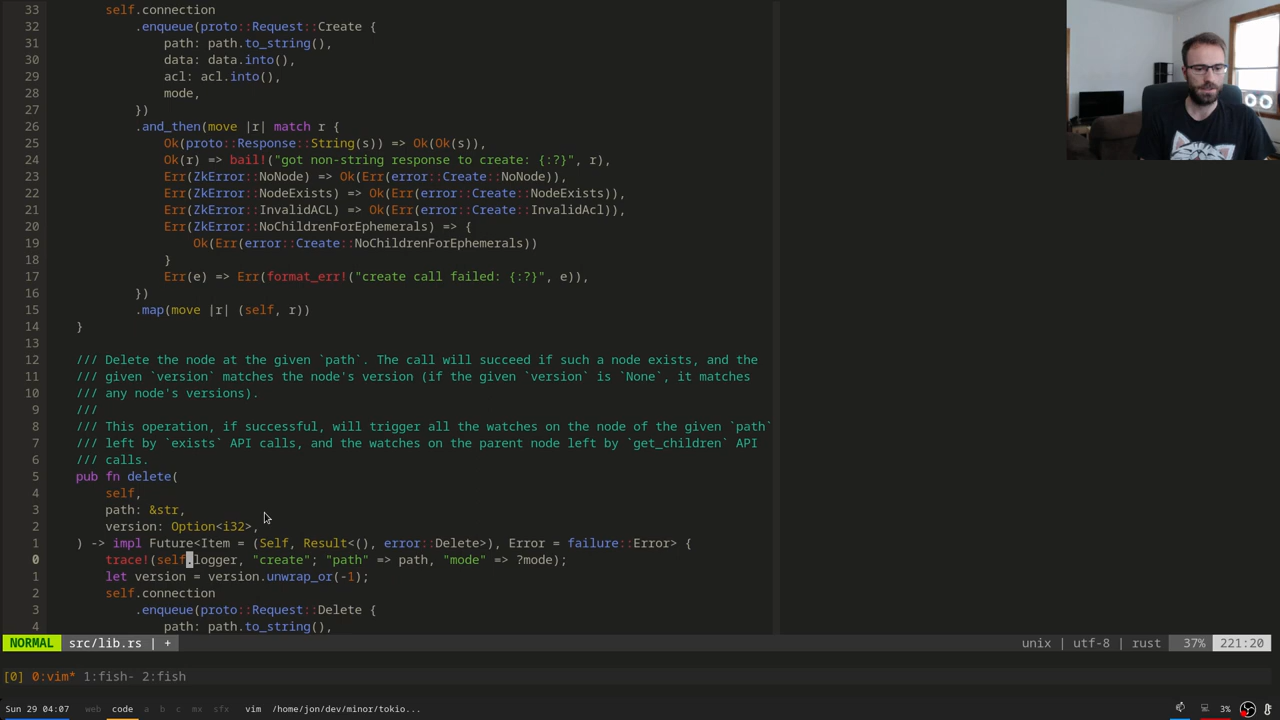 33 self.connection
32 .enqueue(proto::Request::Create {
31 path: path.to_string(),
30 data: data.into(),
29 acl: acl.into(),
28 mode,
27 })
26 .and_then(move |r| match r {
25 Ok(proto::Response::String(s)) => Ok(Ok(s)),
24 Ok(r) => bail!("got non-string response to create: {:?}", r),
23 Err(ZkError::NoNode) => Ok(Err(error::Create::NoNode)),
22 Err(ZkError::NodeExists) => Ok(Err(error::Create::NodeExists)),
21 Err(ZkError::InvalidACL) => Ok(Err(error::Create::InvalidAcl)),
20 Err(ZkError::NoChildrenForEphemerals) => {
19 Ok(Err(error::Create::NoChildrenForEphemerals))
18 }
17 Err(e) => Err(format_err!("create call failed: {:?}", e)),
16 })
15 .map(move |r| (self, r))
14 }
13
12 /// Delete the node at the given `path`. The call will succeed if such a node exists, and the
11 /// given `version` matches the node's version (if the given `version` is `None`, it matches
10 /// any node's versions).
9 ///
8 /// This operation, if successful, will trigger all the watches on the node of the given `path`
7 /// left by `exists` API calls, and the watches on the parent node left by `get_children` API
6 /// calls.
5 pub fn delete(
4 self,
3 path: &str,
2 version: Option<i32>,
1 ) -> impl Future<Item = (Self, Result<(), error::Delete>), Error = failure::Error> {
0 trace!(self.logger, "create"; "path" => path, "mode" => ?mode);
1 let version = version.unwrap_or(-1);
2 self.connection
3 .enqueue(proto::Request::Delete {
4 path: path.to_string(),
NORMAL src/lib.rs | + unix | utf-8 | rust 37% 221:20
[0] 0:vim* 1:fish- 2:fish
Sun 29 04:07 web code a b c mx sfx vim /home/jon/dev/minor/tokio... 3%